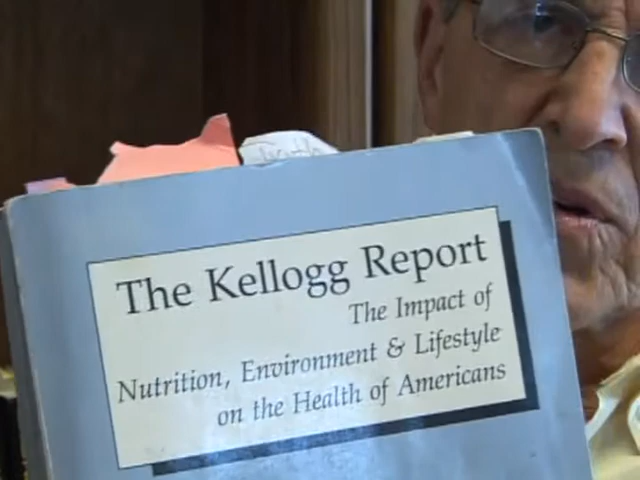 The Kellogg Report
The Impact of
Nutrition, Environment & Lifestyle
on the Health of Americans